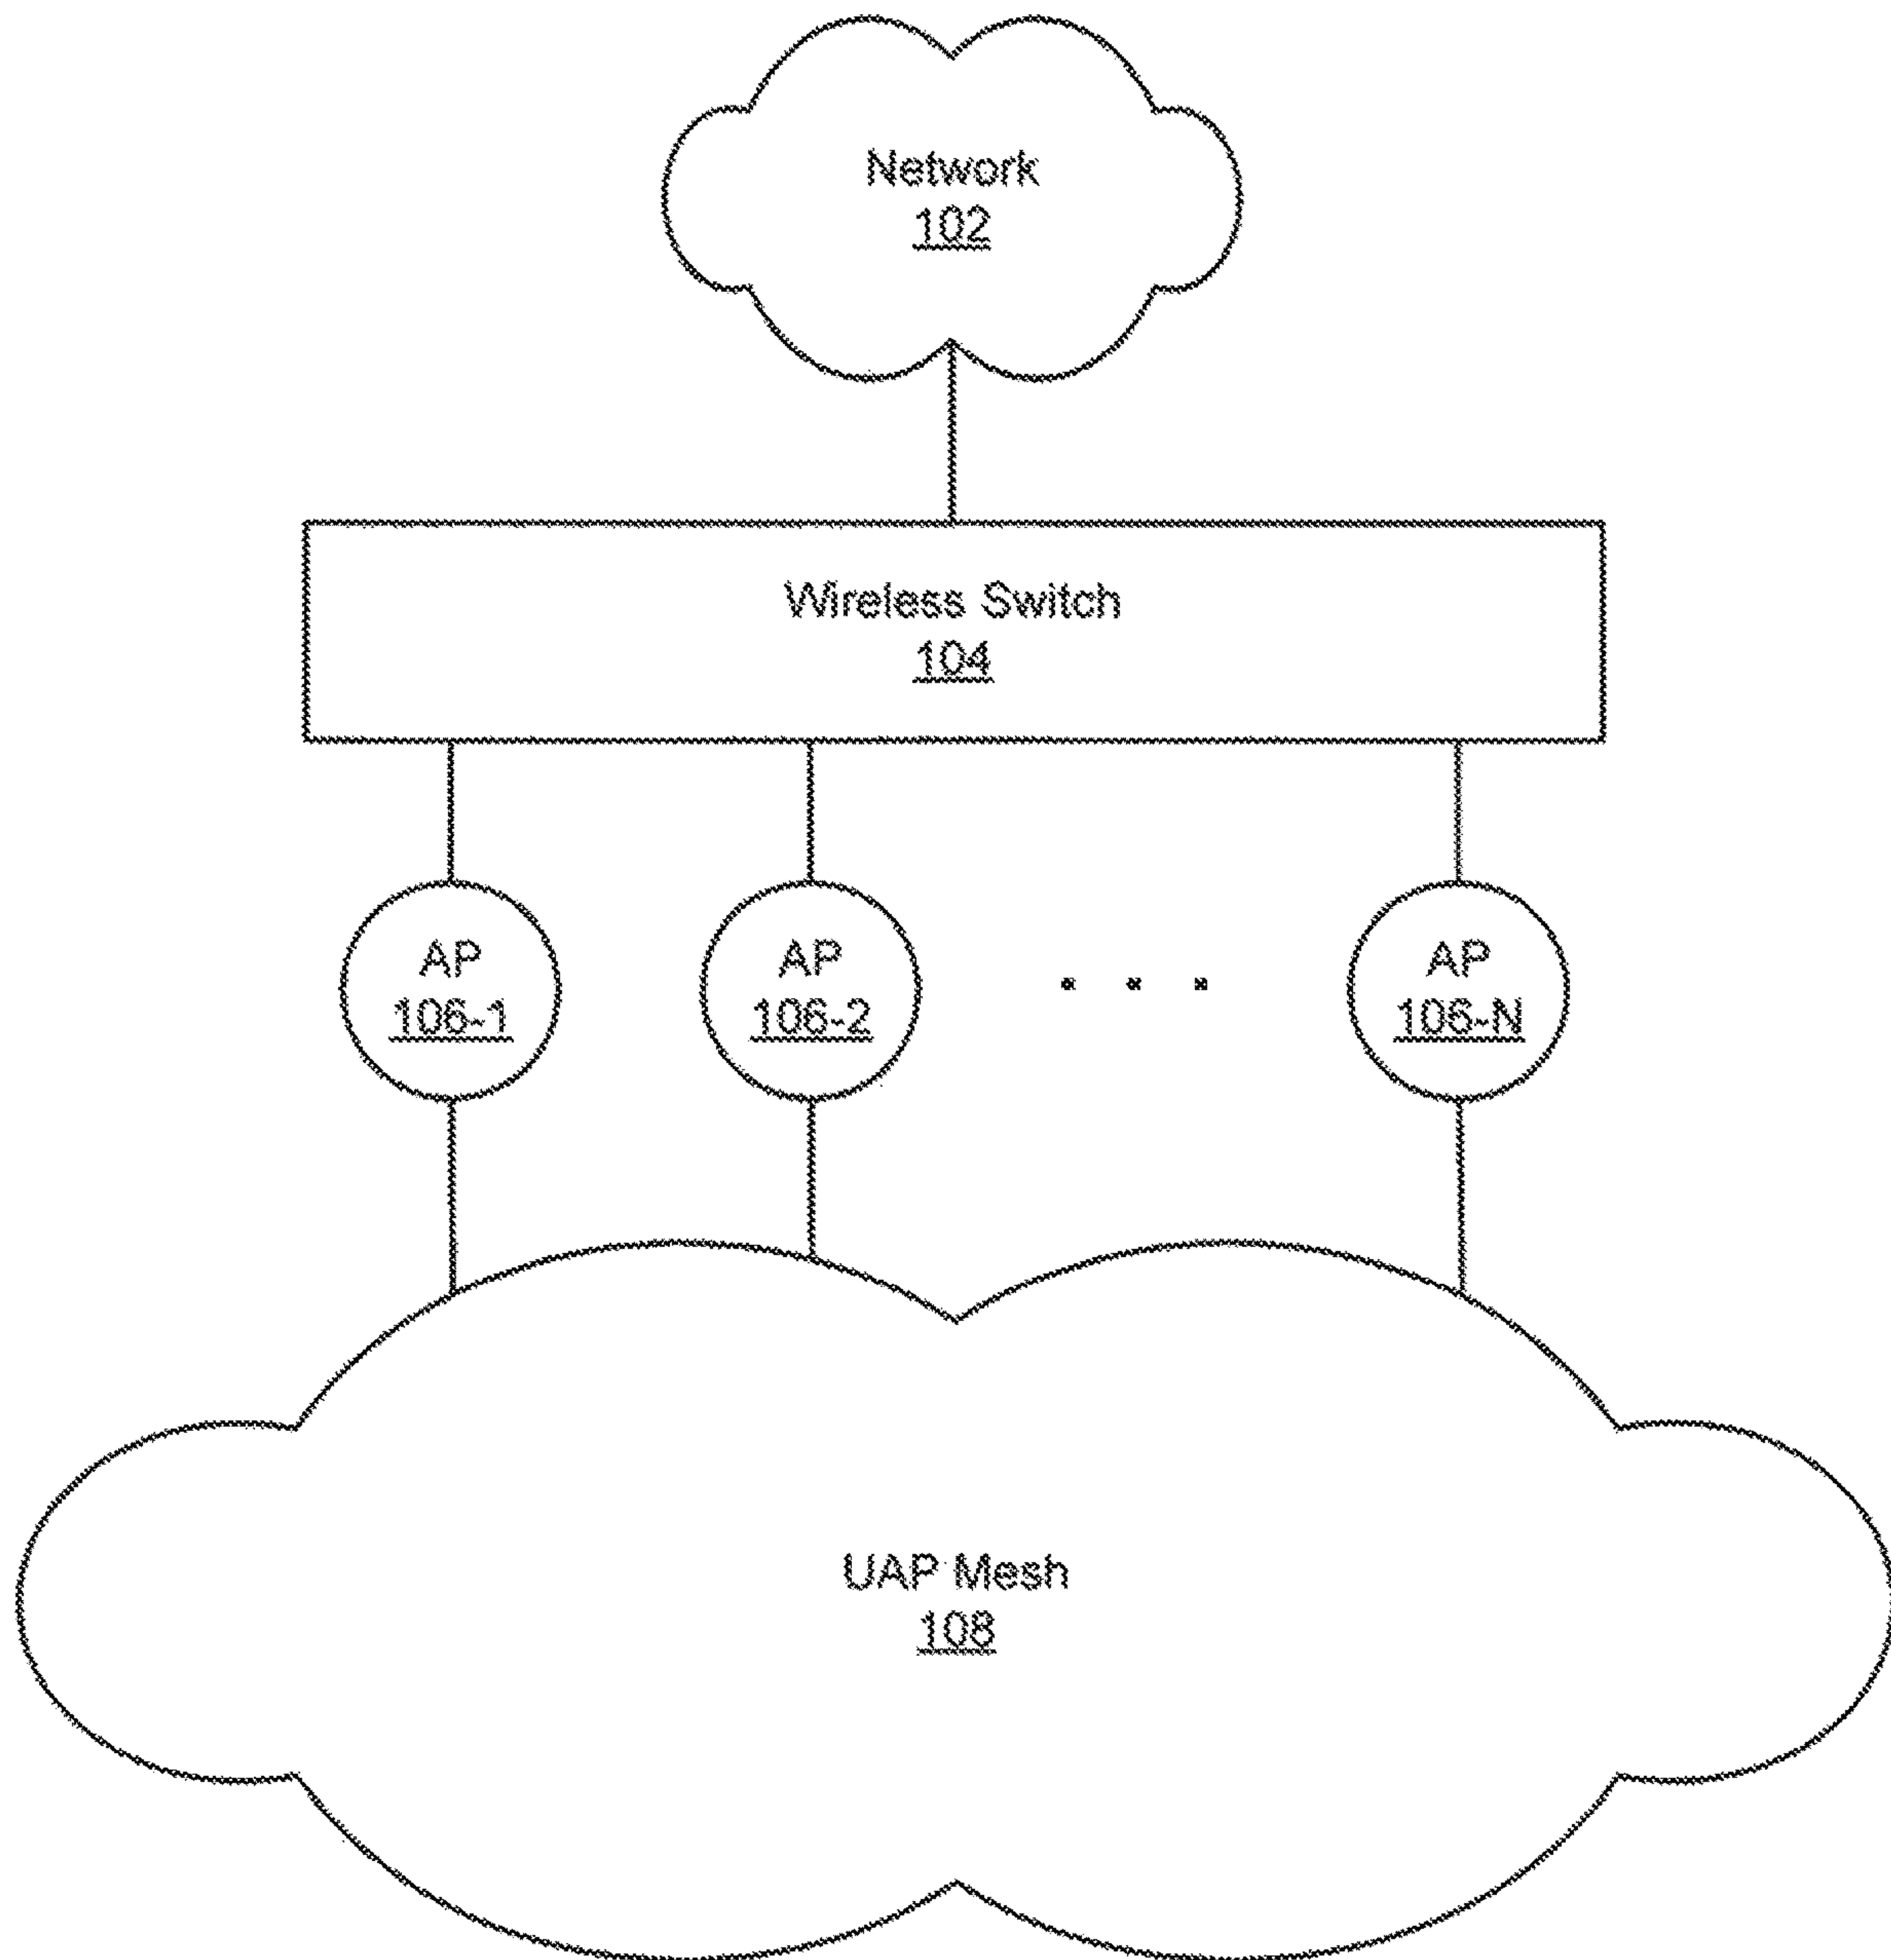 Network
102
Wireless Switch
104
AP
106-1
AP
106-2
. . .
AP
106-N
UAP Mesh
108